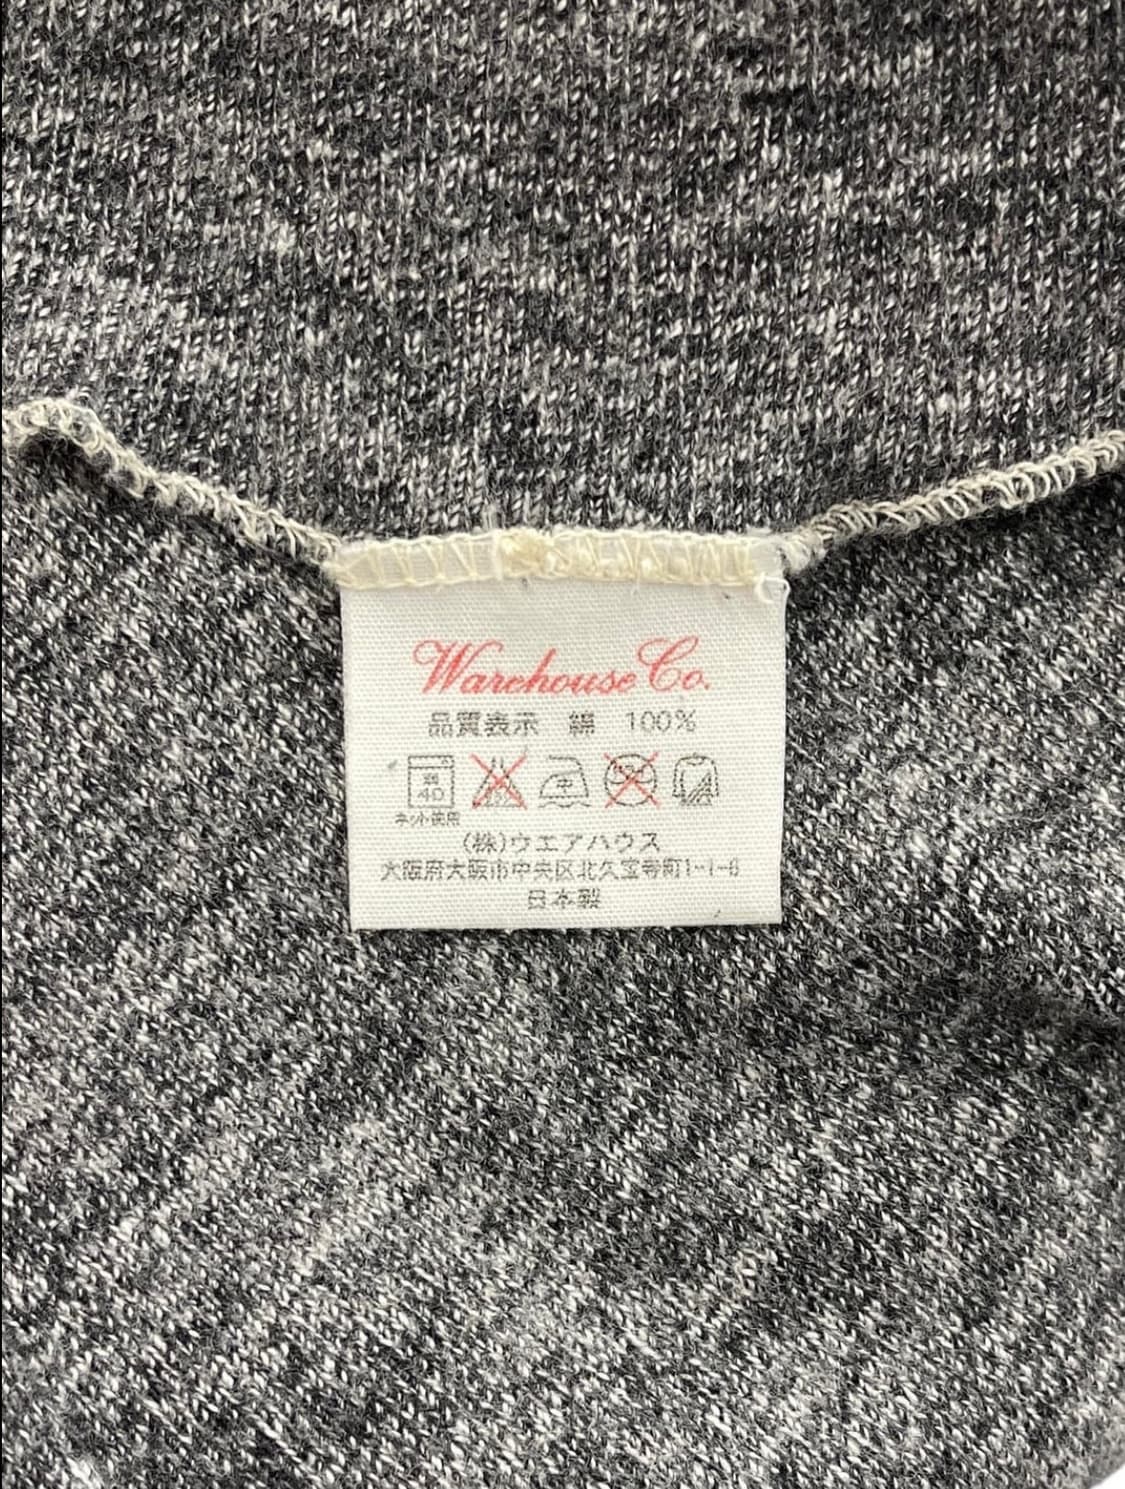 Warehouse Co.
品質表示 綿 100%
弱
40
ネット使用
(株)ウエアハウス
大阪府大阪市中央区北久宝寺町1-1-6
日本製